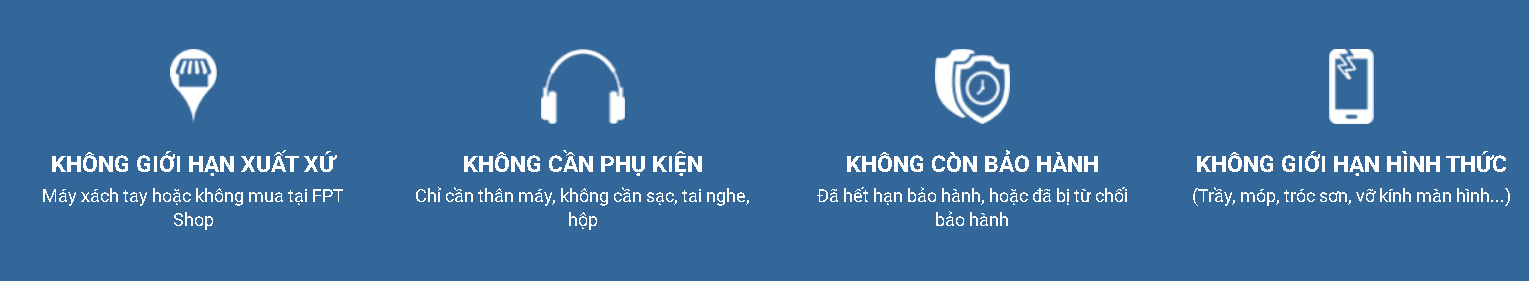 KHÔNG GIỚI HẠN XUẤT XỨ
Máy xách tay hoặc không mua tại FPT
Shop
KHÔNG CẦN PHỤ KIỆN
Chỉ cần thân máy, không cần sạc, tai nghe,
hộp
KHÔNG CÒN BẢO HÀNH
Đã hết hạn bảo hành, hoặc đã bị từ chối
bảo hành
KHÔNG GIỚI HẠN HÌNH THỨC
(Trầy, móp, tróc sơn, vỡ kính màn hình...)